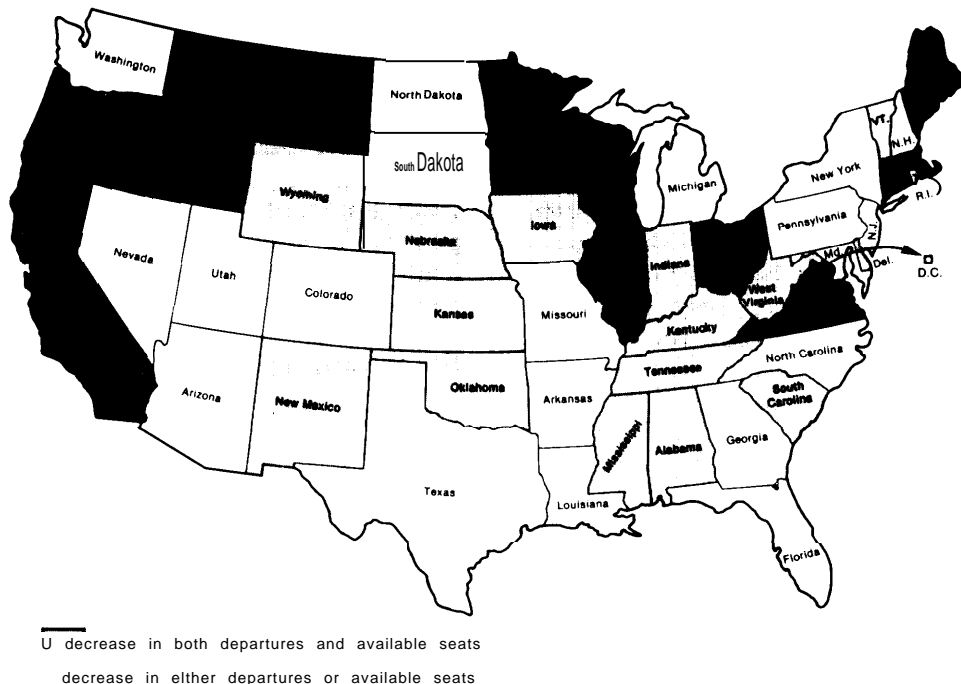 Washington
North Dakota
VT.
N.H.
South Dakota
New York
Michigan
R.I.
Wyoming
Iowa
Pennsylvania
N.J.
Nebraska
Nevada
Indiana
Md.
Del.
D.C.
Utah
West
Virginia
Colorado
Kansas
Missouri
Kentucky
North Carolina
Tennessee
Arizona
New Mexico
Oklahoma
Arkansas
South
Carolina
Mississippi
Alabama
Georgia
Texas
Louisiana
Florida
U decrease in both departures and available seats
decrease in elther departures or available seats